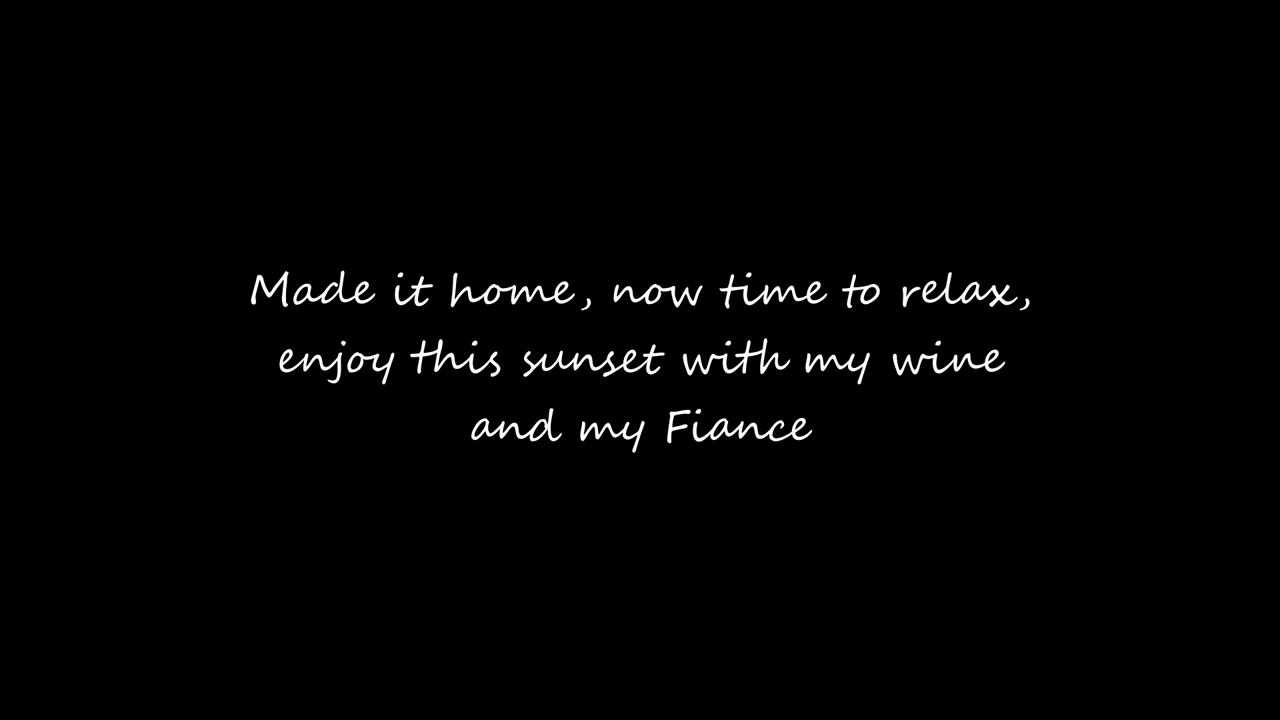 Made it home, now time to relax,
enjoy this sunset with my wine
and my Fiance